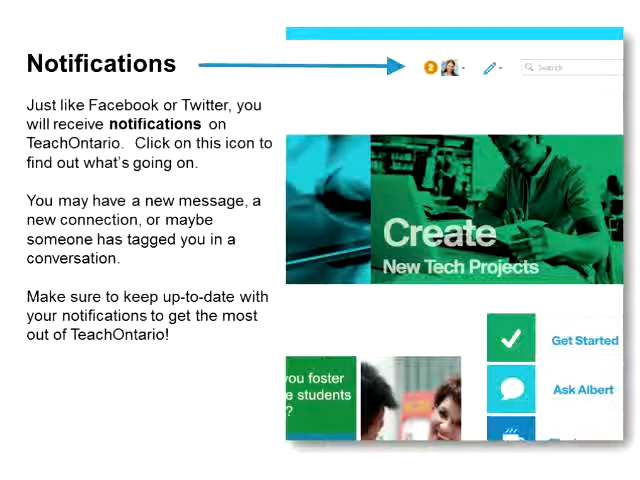 Notifications
Just like Facebook or Twitter, you
will receive notifications on
TeachOntario. Click on this icon to
find out what's going on.
You may have a new message, a
new connection, or maybe
someone has tagged you in a
conversation.
Make sure to keep up-to-date with
your notifications to get the most
out of TeachOntario!
2
Search
Create
New Tech Projects
Get Started
you foster
e students
?
Ask Albert